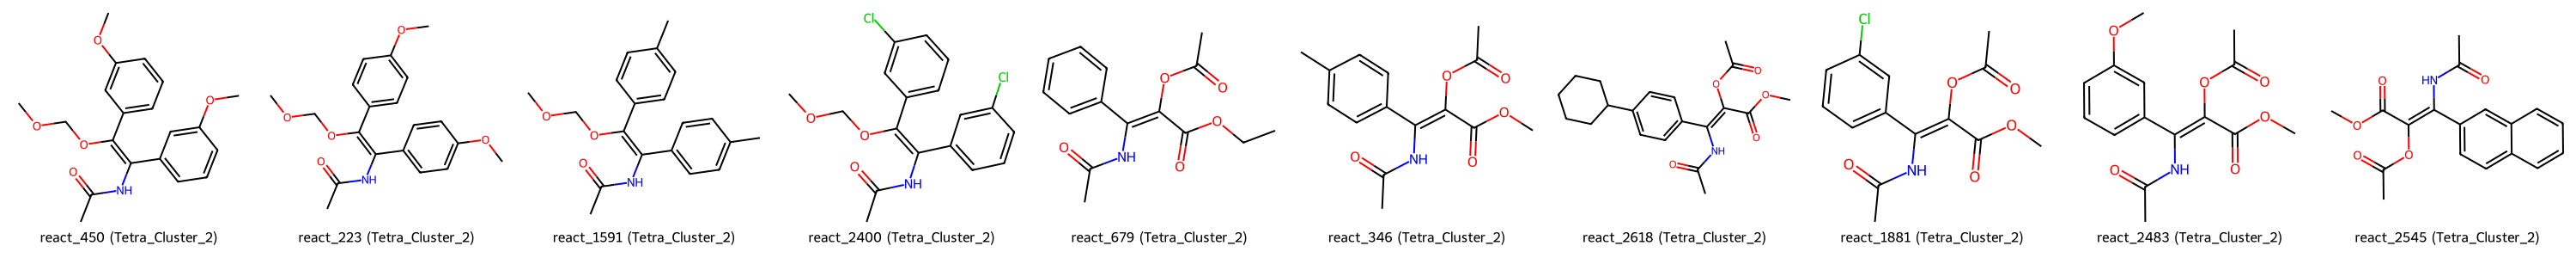 react_450 (Tetra_Cluster_2)
react_223 (Tetra_Cluster_2)
react_1591 (Tetra_Cluster_2)
react_2400 (Tetra_Cluster_2)
react_679 (Tetra_Cluster_2)
react_346 (Tetra_Cluster_2)
react_2618 (Tetra_Cluster_2)
react_1881 (Tetra_Cluster_2)
react_2483 (Tetra_Cluster_2)
react_2545 (Tetra_Cluster_2)